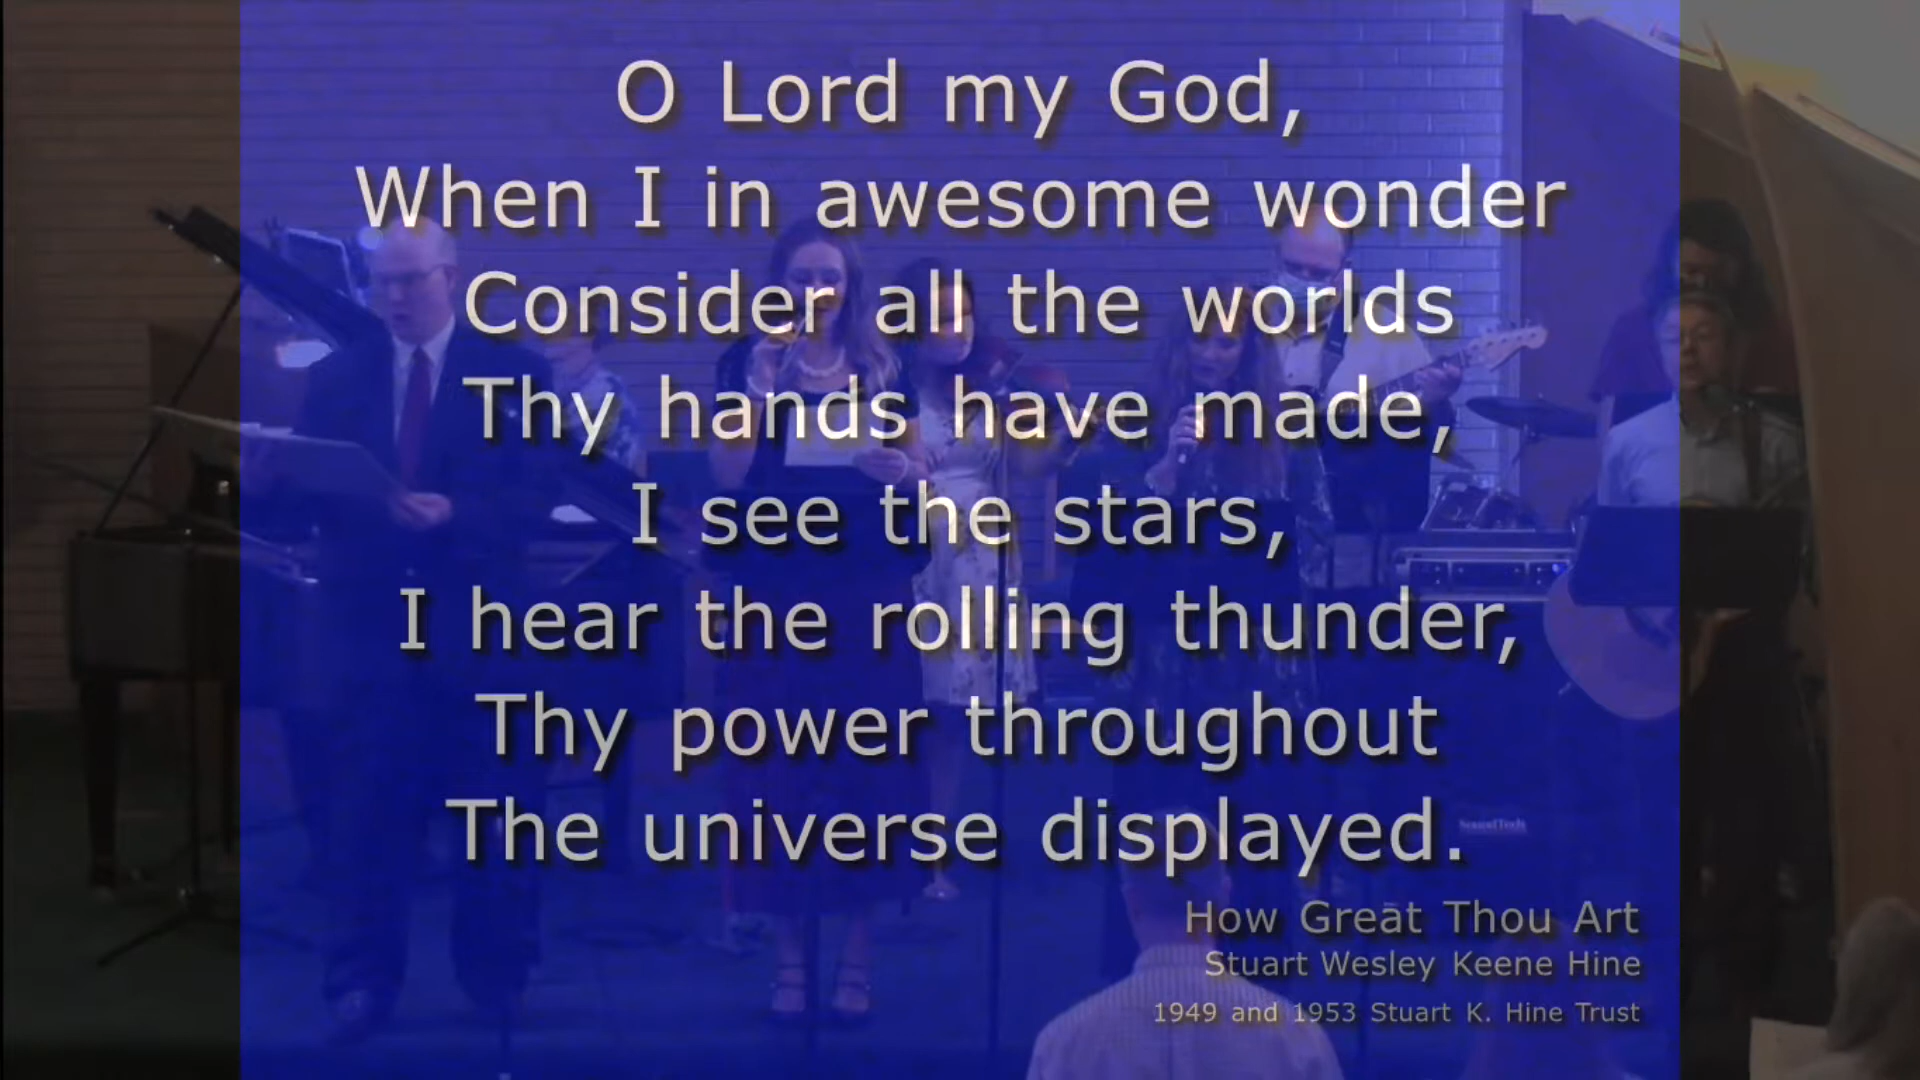 O Lord my God,
When I in awesome wonder
Consider all the worlds
Thy hands have made,
I see the stars,
I hear the rolling thunder,
Thy power throughout
The universe displayed.
SoundTech
How Great Thou Art
Stuart Wesley Keene Hine
1949 and 1953 Stuart K. Hine Trust